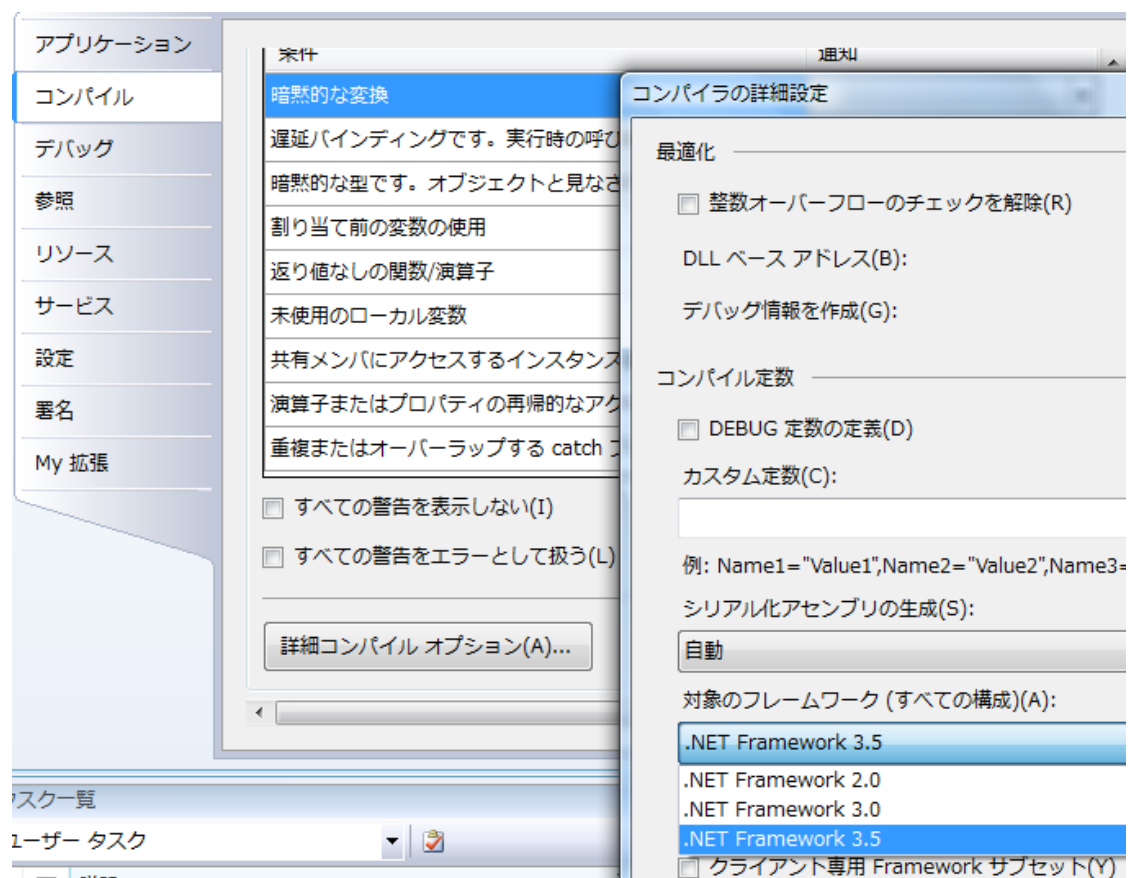 アプリケーション
コンパイル
デバッグ
参照
リソース
サービス
設定
署名
My 拡張
条件
通知
暗黙的な変換
遅延バインディングです。実行時の呼び
暗黙的な型です。オブジェクトと見なさ
割り当て前の変数の使用
返り値なしの関数/演算子
未使用のローカル変数
共有メンバにアクセスするインスタンス
演算子またはプロパティの再帰的なアク
重複またはオーバーラップする catch ブ
すべての警告を表示しない(I)
すべての警告をエラーとして扱う(L)
詳細コンパイル オプション(A)...
コンパイラの詳細設定
最適化
整数オーバーフローのチェックを解除(R)
DLL ベース アドレス(B):
デバッグ情報を作成(G):
コンパイル定数
DEBUG 定数の定義(D)
カスタム定数(C):
例: Name1="Value1",Name2="Value2",Name3=
シリアル化アセンブリの生成(S):
自動
対象のフレームワーク (すべての構成)(A):
.NET Framework 3.5
.NET Framework 2.0
.NET Framework 3.0
.NET Framework 3.5
クライアント専用 Framework サブセット(Y)
タスク一覧
ユーザー タスク